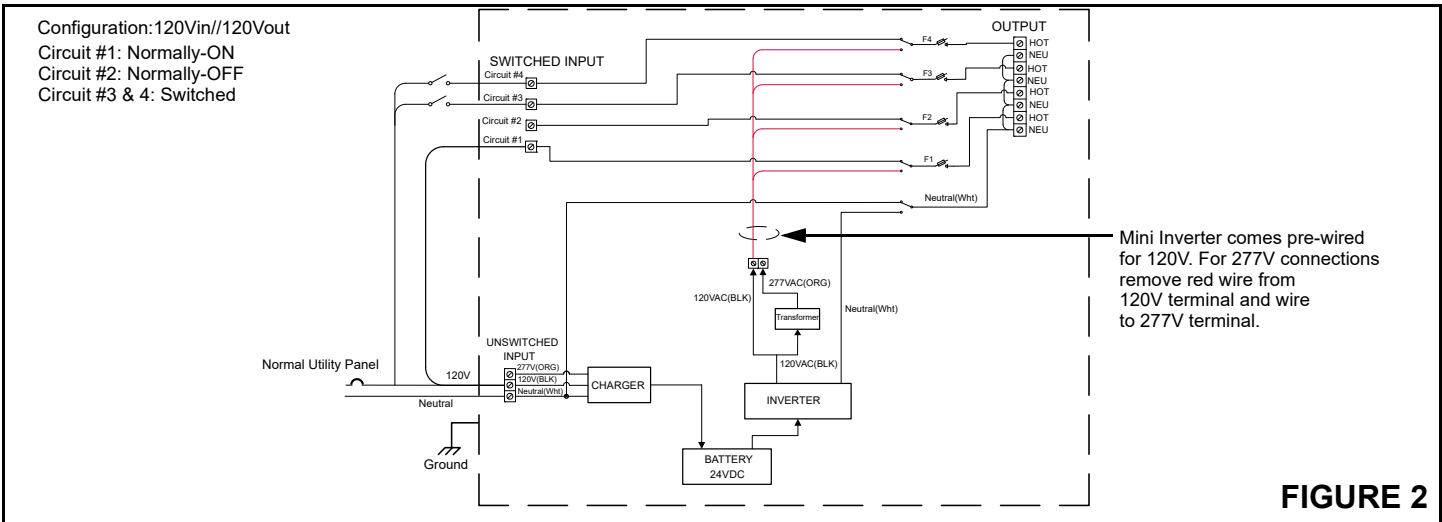 Configuration:120Vin//120Vout
Circuit #1: Normally-ON
Circuit #2: Normally-OFF
Circuit #3 & 4: Switched
SWITCHED INPUT
Circuit #4
Circuit #3
Circuit #2
Circuit #1
OUTPUT
F4
HOT
NEU
F3
HOT
NEU
F2
HOT
NEU
F1
HOT
NEU
Neutral(Wht)
Mini Inverter comes pre-wired
for 120V. For 277V connections
remove red wire from
120V terminal and wire
to 277V terminal.
277VAC(ORG)
120VAC(BLK)
Transformer
Neutral(Wht)
120VAC(BLK)
UNSWITCHED
INPUT
Normal Utility Panel
120V
Neutral
277V(ORG)
120V(BLK)
Neutral(Wht)
CHARGER
INVERTER
Ground
BATTERY
24VDC
FIGURE 2